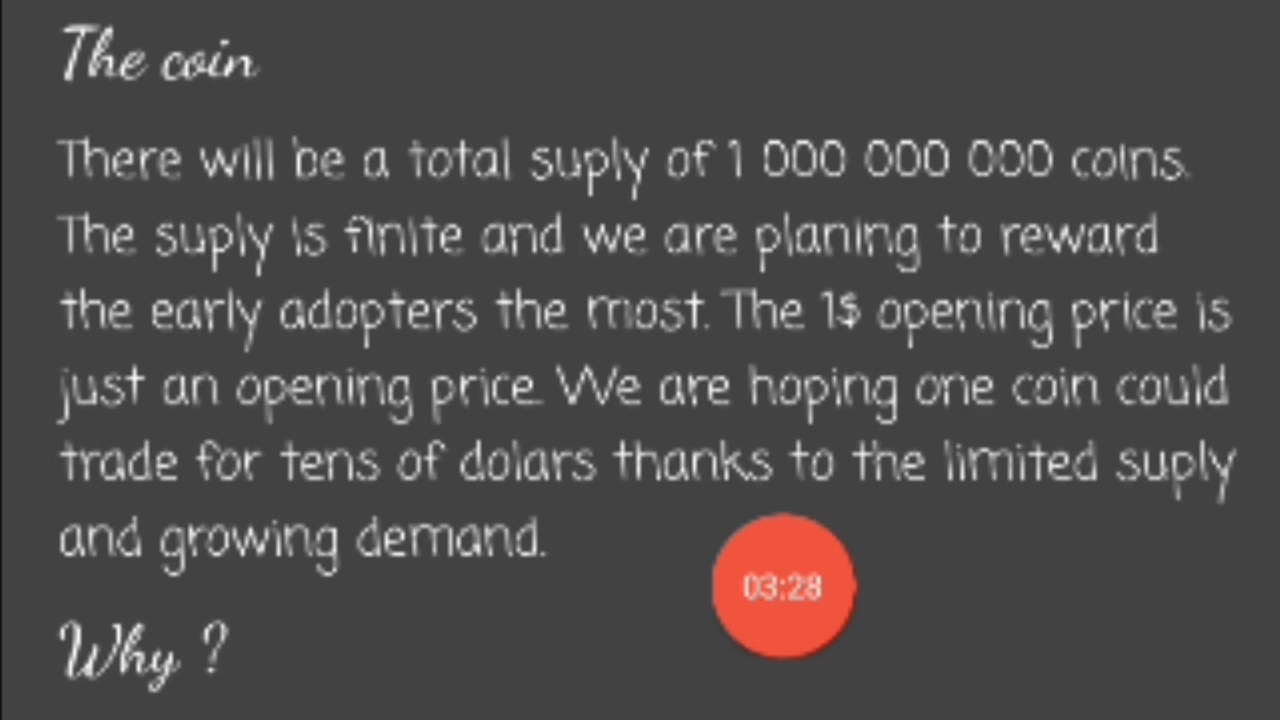 The coin
There will be a total suply of 1 000 000 000 coins.
The suply is finite and we are planing to reward
the early adopters the most. The 1$ opening price is
just an opening price. We are hoping one coin could
trade for tens of dolars thanks to the limited suply
and growing demand.
03:28
Why ?